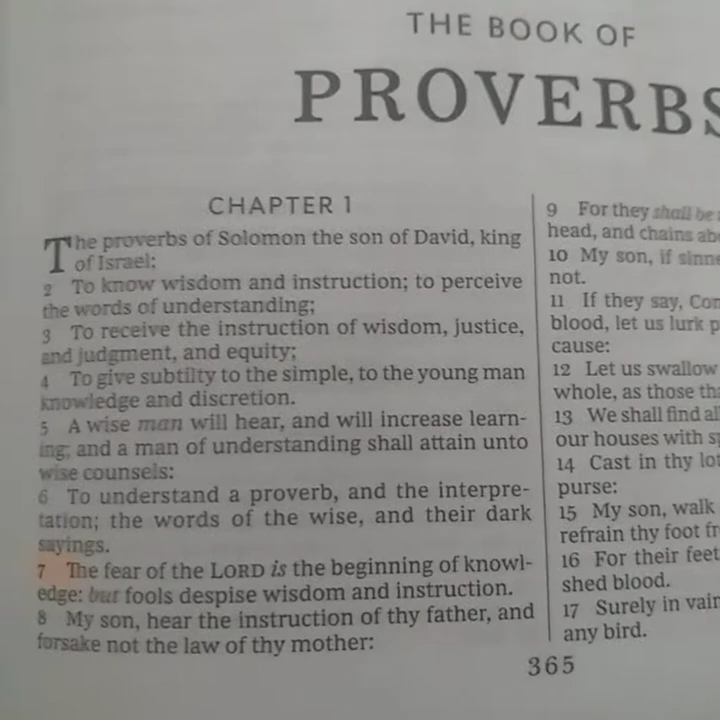 THE BOOK OF
PROVERBS
CHAPTER 1
The proverbs of Solomon the son of David, king
of Israel;
2 To know wisdom and instruction; to perceive
the words of understanding;
3 To receive the instruction of wisdom, justice,
and judgment, and equity;
4 To give subtilty to the simple, to the young man
knowledge and discretion.
5 A wise man will hear, and will increase learn-
ing; and a man of understanding shall attain unto
wise counsels:
6 To understand a proverb, and the interpre-
tation; the words of the wise, and their dark
sayings.
7 The fear of the LORD is the beginning of knowl-
edge: but fools despise wisdom and instruction.
8 My son, hear the instruction of thy father, and
forsake not the law of thy mother:
9 For they shall be
head, and chains
10 My son, if
not.
11 If they say,
blood, let us lurk
cause:
12 Let us swallow
whole, as those
13 We shall find
our houses with
14 Cast in thy
purse:
15 My son, walk
refrain thy foot
16 For their feet
shed blood.
17 Surely in
any bird.
365